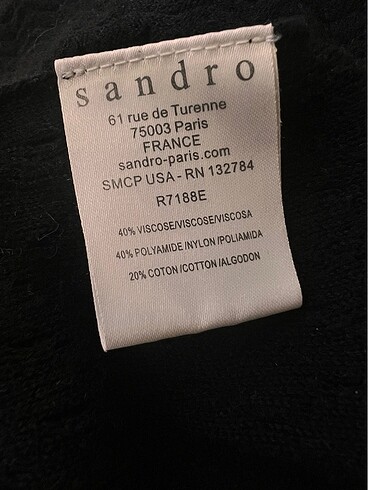 sandro
61 rue de Turenne
75003 Paris
FRANCE
sandro-paris.com
SMCP USA - RN 132784
R7188E
40% VISCOSE/VISCOSE/VISCOSA
40% POLYAMIDE /NYLON /POLIAMIDA
20% COTON /COTTON /ALGODON